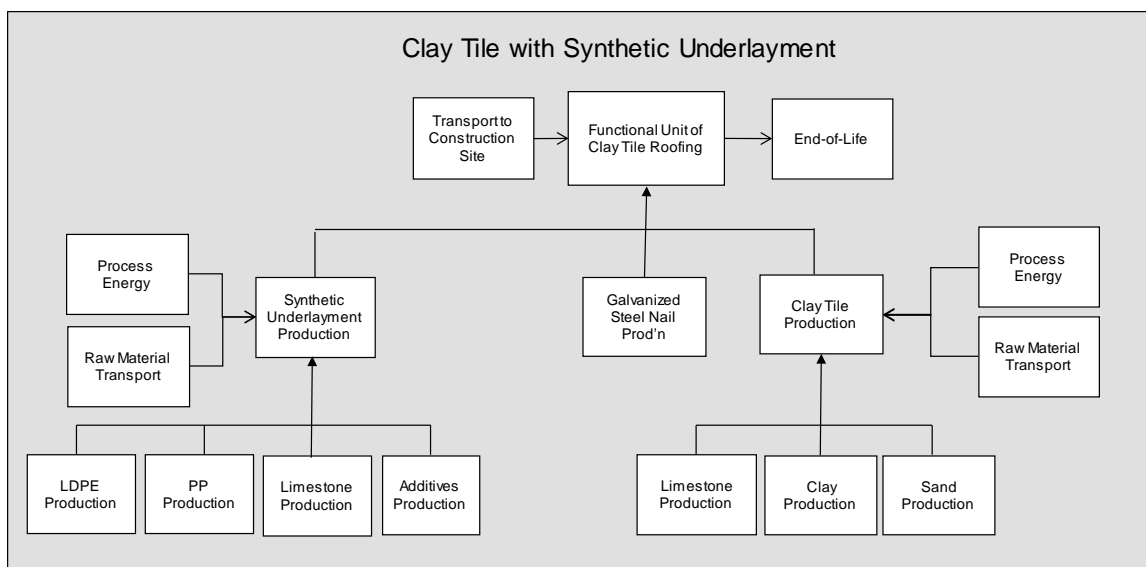 Clay Tile with Synthetic Underlayment
Transport to
Construction
Site
Functional Unit of
Clay Tile Roofing
End-of-Life
Process
Energy
Raw Material
Transport
Synthetic
Underlayment
Production
Galvanized
Steel Nail
Prod'n
Clay Tile
Production
Process
Energy
Raw Material
Transport
LDPE
Production
PP
Production
Limestone
Production
Additives
Production
Limestone
Production
Clay
Production
Sand
Production